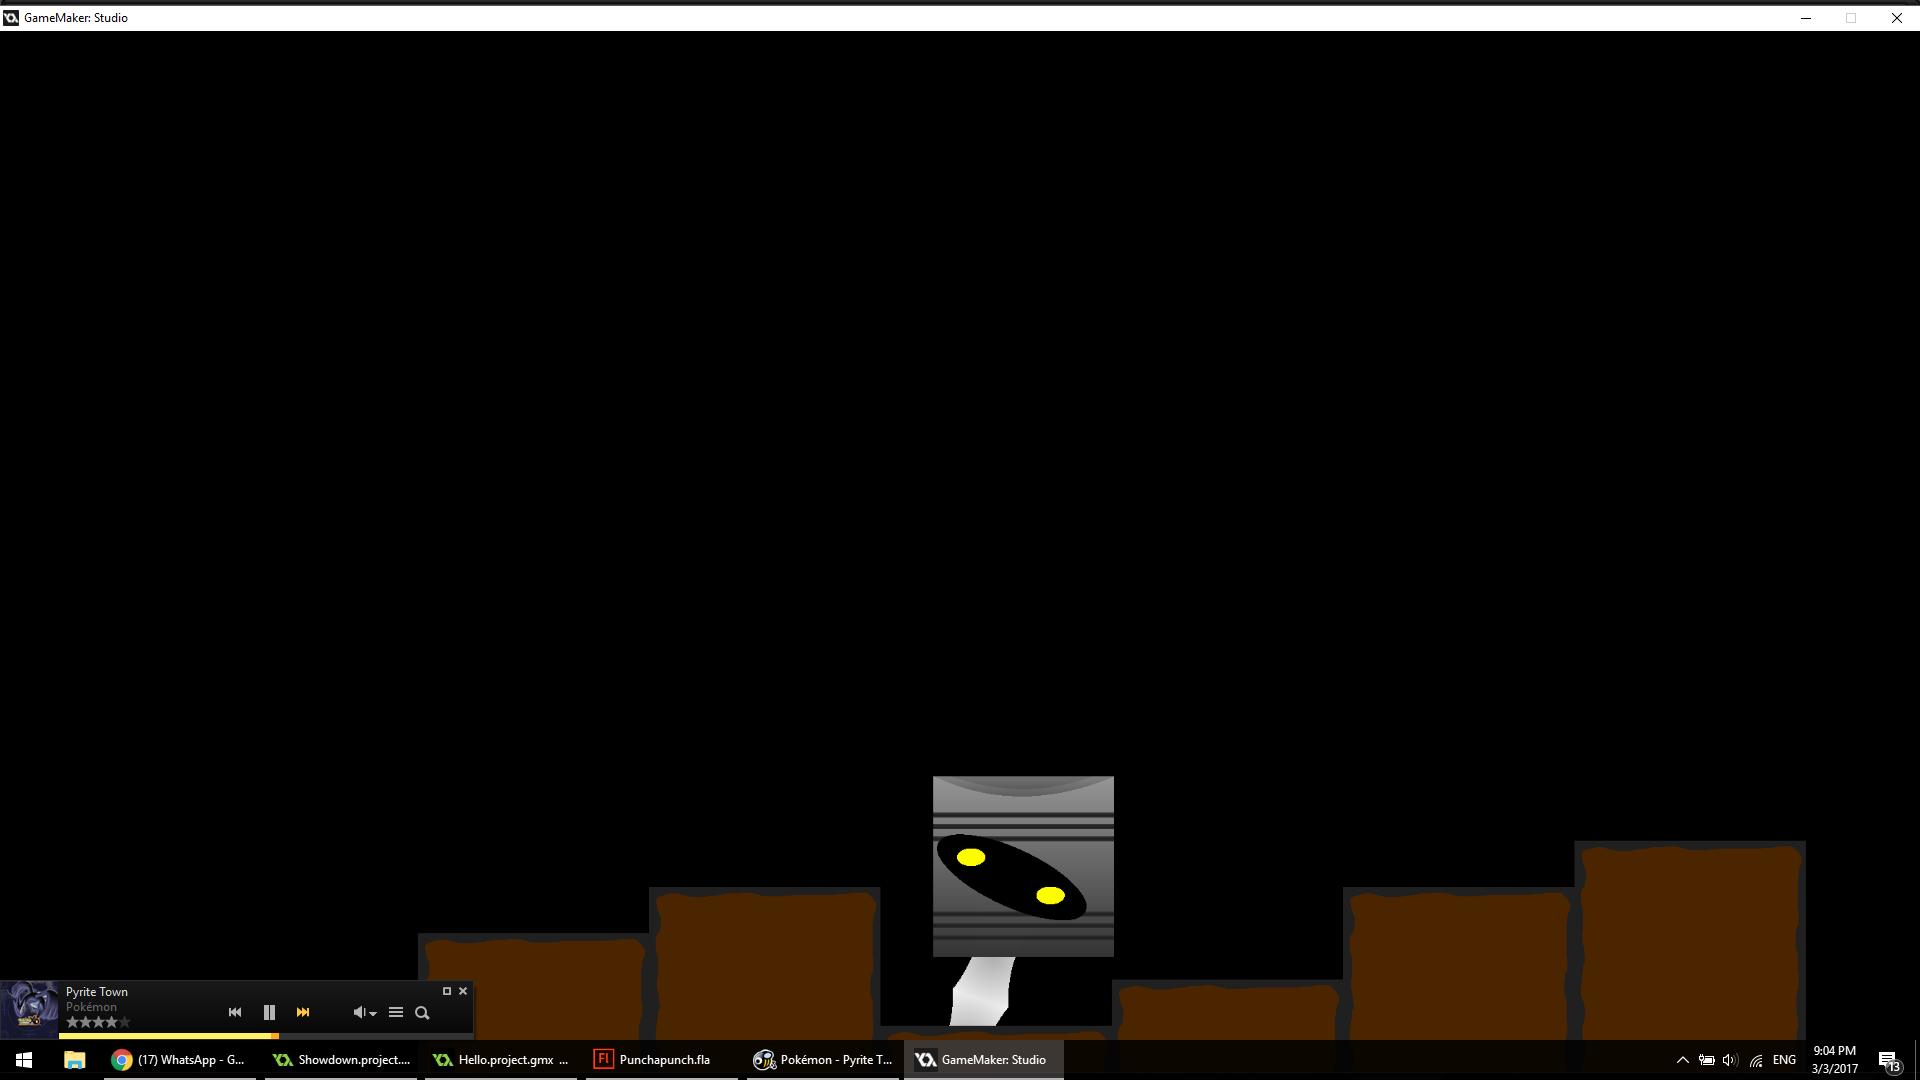 GameMaker: Studio
Pyrite Town
Pokémon
(17) WhatsApp - G...
Showdown.project....
Hello.project.gmx ...
Fl
Punchapunch.fla
Pokémon - Pyrite T...
GameMaker: Studio
ENG
9:04 PM
3/3/2017
13